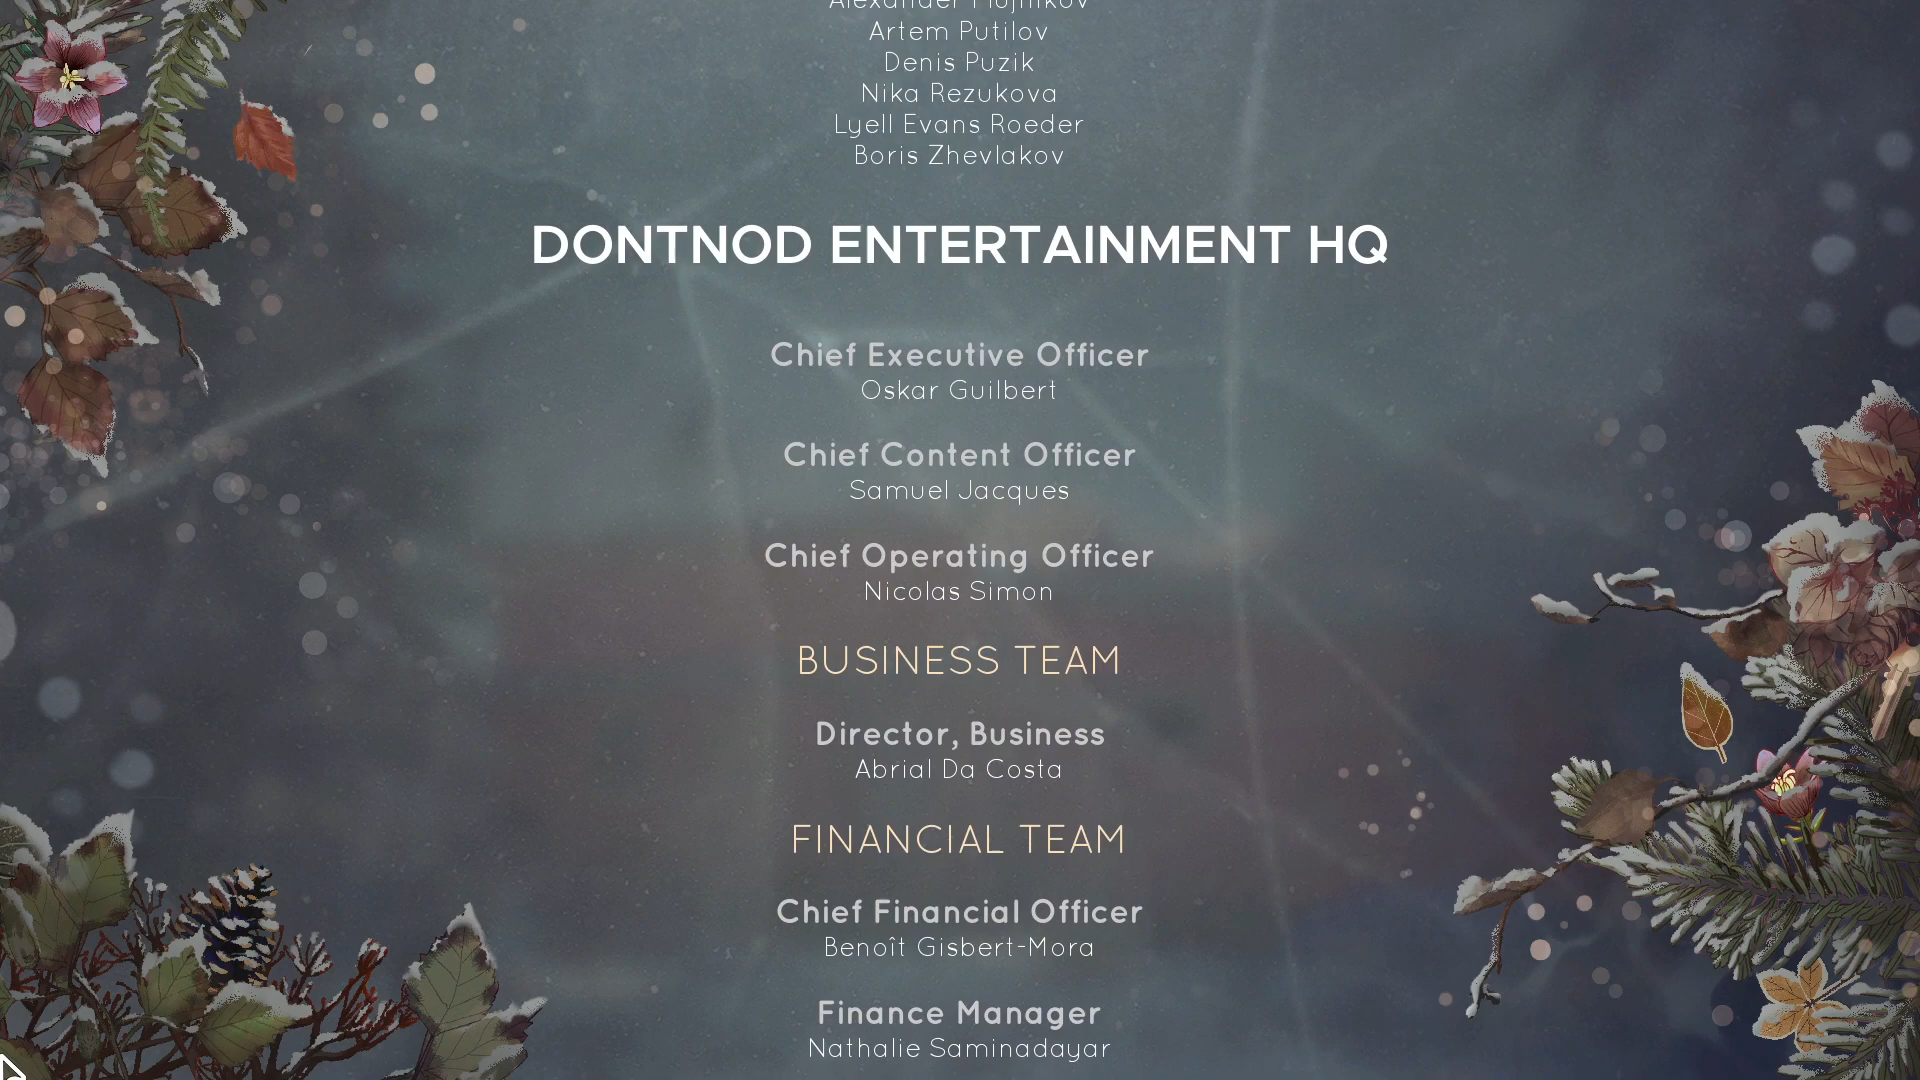 Artem Putilov
Denis Puzik
Nika Rezukova
Lyell Evans Roeder
Boris Zhevlakov
DONTNOD ENTERTAINMENT HQ
Chief Executive Officer
Oskar Guilbert
Chief Content Officer
Samuel Jacques
Chief Operating Officer
Nicolas Simon
BUSINESS TEAM
Director, Business
Abrial Da Costa
FINANCIAL TEAM
Chief Financial Officer
Benoît Gisbert-Mora
Finance Manager
Nathalie Saminadayar